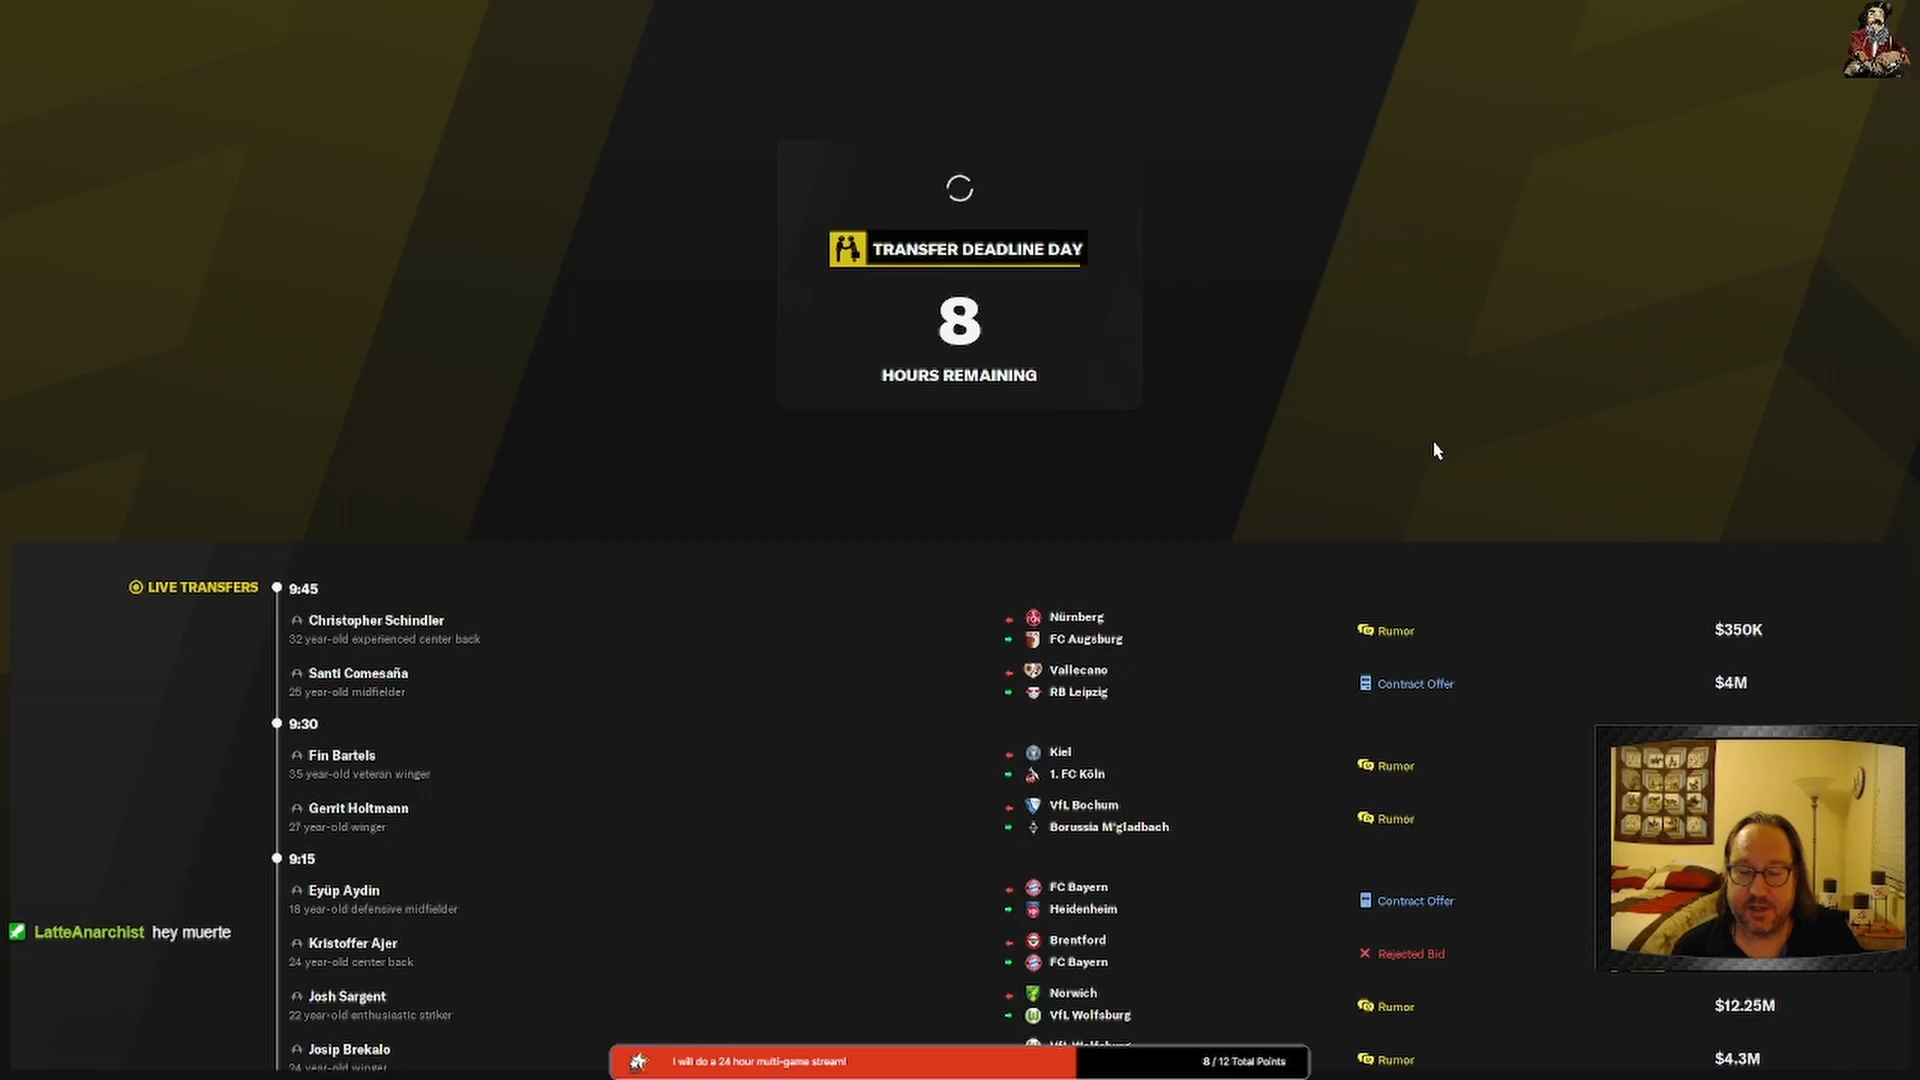 TRANSFER DEADLINE DAY
8
HOURS REMAINING
LIVE TRANSFERS
9:45
Christopher Schindler
32 year-old experienced center back
Nürnberg
FC Augsburg
Rumor
$350K
Santi Comesaña
25 year-old midfielder
Vallecano
RB Leipzig
Contract Offer
$4M
9:30
Fin Bartels
35 year-old veteran winger
Kiel
1. FC Köln
Rumor
Gerrit Holtmann
27 year-old winger
VfL Bochum
Borussia M'gladbach
Rumor
9:15
Eyüp Aydin
18 year-old defensive midfielder
FC Bayern
Heidenheim
Contract Offer
LatteAnarchist hey muerte
Kristoffer Ajer
24 year-old center back
Brentford
FC Bayern
Rejected Bid
Josh Sargent
22 year-old enthusiastic striker
Norwich
VfL Wolfsburg
Rumor
$12.25M
Josip Brekalo
24 year-old winger
VfL Wolfsburg
Rumor
$4.3M
I will do a 24 hour multi-game stream!
8 / 12 Total Points